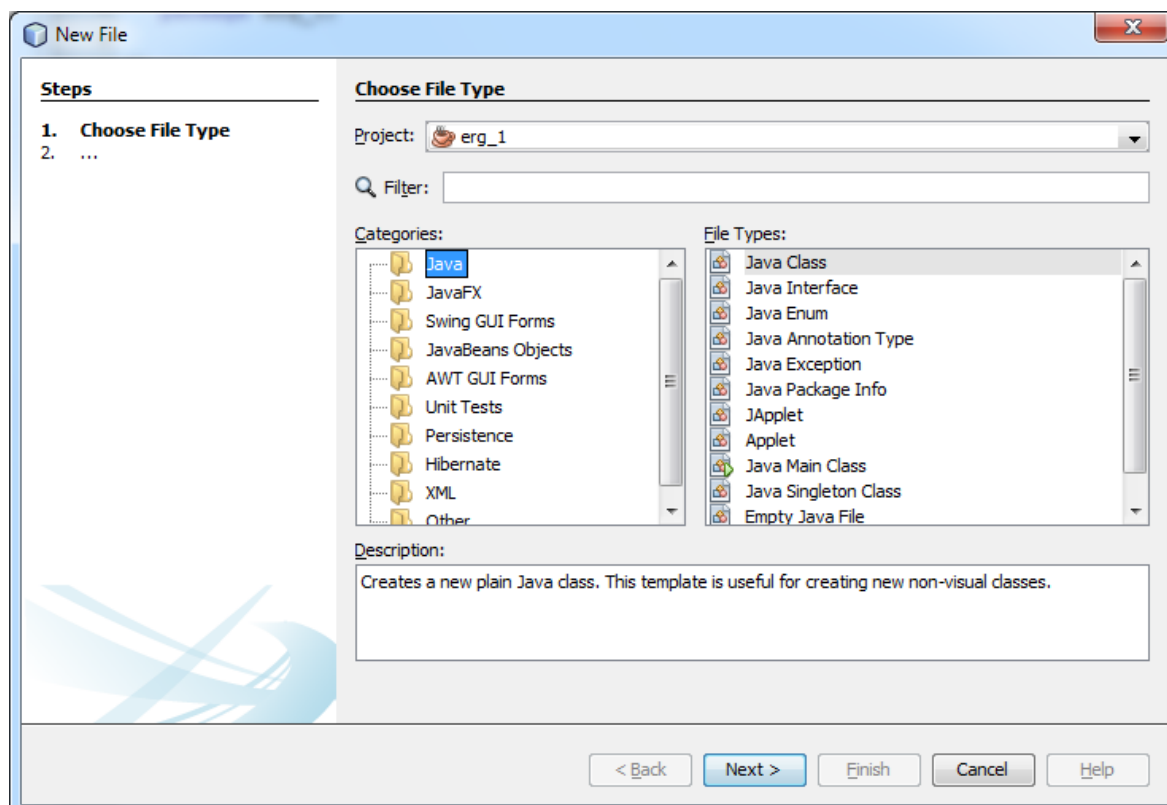 New File
Steps
1. Choose File Type
2. ...
Choose File Type
Project: erg_1
Filter:
Categories:
Java
JavaFX
Swing GUI Forms
JavaBeans Objects
AWT GUI Forms
Unit Tests
Persistence
Hibernate
XML
Other
File Types:
Java Class
Java Interface
Java Enum
Java Annotation Type
Java Exception
Java Package Info
JApplet
Applet
Java Main Class
Java Singleton Class
Empty Java File
Description:
Creates a new plain Java class. This template is useful for creating new non-visual classes.
< Back Next > Finish Cancel Help